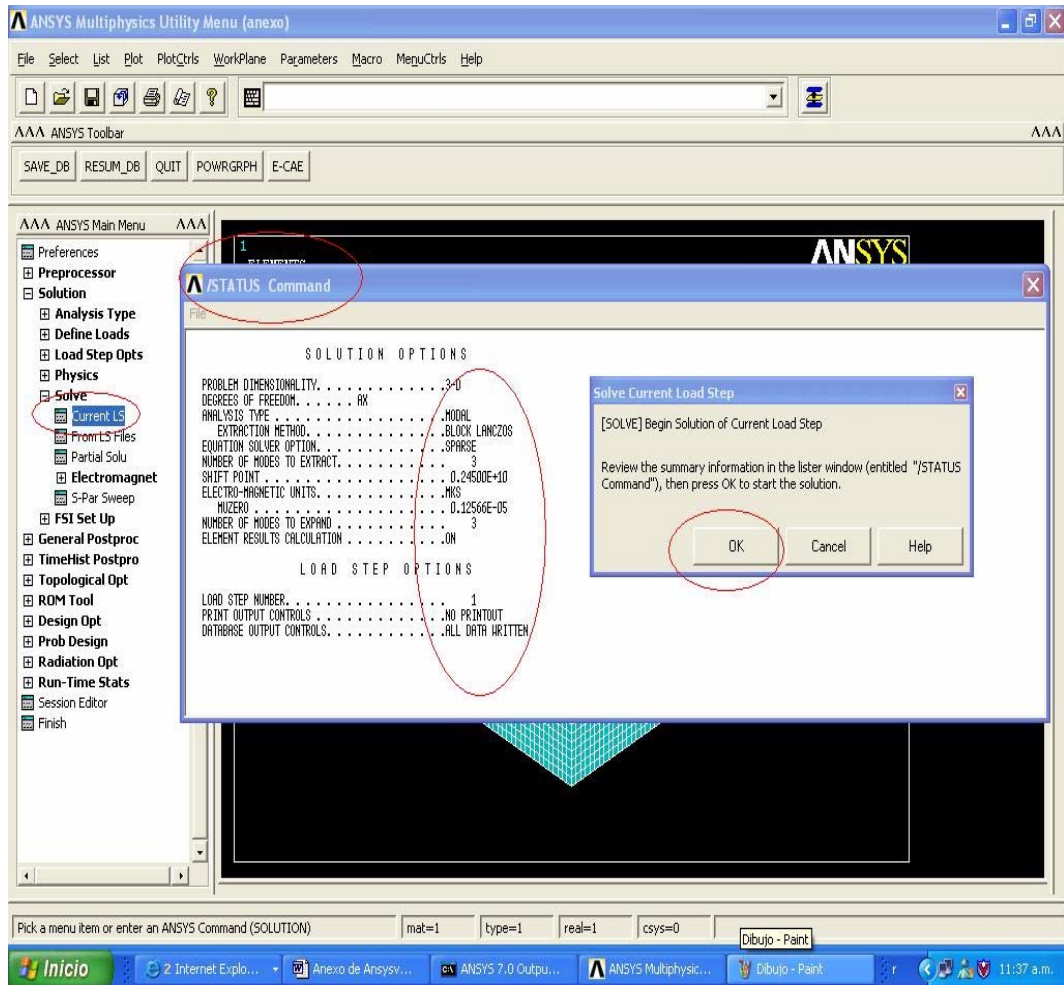 ANSYS Multiphysics Utility Menu (anexo)
File Select List Plot PlotCtrls WorkPlane Parameters Macro MenuCtrls Help
ANSYS Toolbar
SAVE_DB RESUM_DB QUIT POWRGRPH E-CAE
ANSYS Main Menu
Preferences
Preprocessor
Solution
Analysis Type
Define Loads
Load Step Opts
Physics
Solve
Current LS
From LS Files
Partial Solu
Electromagnet
S-Par Sweep
FSI Set Up
General Postproc
TimeHist Postpro
Topological Opt
ROM Tool
Design Opt
Prob Design
Radiation Opt
Run-Time Stats
Session Editor
Finish
1
ELEMENTS
ANSYS
/STATUS Command
File
SOLUTION OPTIONS
PROBLEM DIMENSIONALITY. . . . . . . . . . . . .3-D
DEGREES OF FREEDOM. . . . . . AX
ANALYSIS TYPE . . . . . . . . . . . . . . . . .MODAL
EXTRACTION METHOD. . . . . . . . . . . . . .BLOCK LANCZOS
EQUATION SOLVER OPTION. . . . . . . . . . . . .SPARSE
NUMBER OF MODES TO EXTRACT. . . . . . . . . . . 3
SHIFT POINT . . . . . . . . . . . . . . . . . . 0.24500E+10
ELECTRO-MAGNETIC UNITS. . . . . . . . . . . . .MKS
MUZERO . . . . . . . . . . . . . . . . . . . 0.12566E-05
NUMBER OF MODES TO EXPAND . . . . . . . . . . . 3
ELEMENT RESULTS CALCULATION . . . . . . . . . .ON
LOAD STEP OPTIONS
LOAD STEP NUMBER. . . . . . . . . . . . . . . . 1
PRINT OUTPUT CONTROLS . . . . . . . . . . . . .NO PRINTOUT
DATABASE OUTPUT CONTROLS. . . . . . . . . . . .ALL DATA WRITTEN
Solve Current Load Step
[SOLVE] Begin Solution of Current Load Step
Review the summary information in the lister window (entitled "/STATUS
Command"), then press OK to start the solution.
OK Cancel Help
Pick a menu item or enter an ANSYS Command (SOLUTION) mat=1 type=1 real=1 csys=0
Dibujo - Paint
Inicio 2 Internet Explo... Anexo de Ansysv... ANSYS 7.0 Outpu... ANSYS Multiphysic... Dibujo - Paint 11:37 a.m.